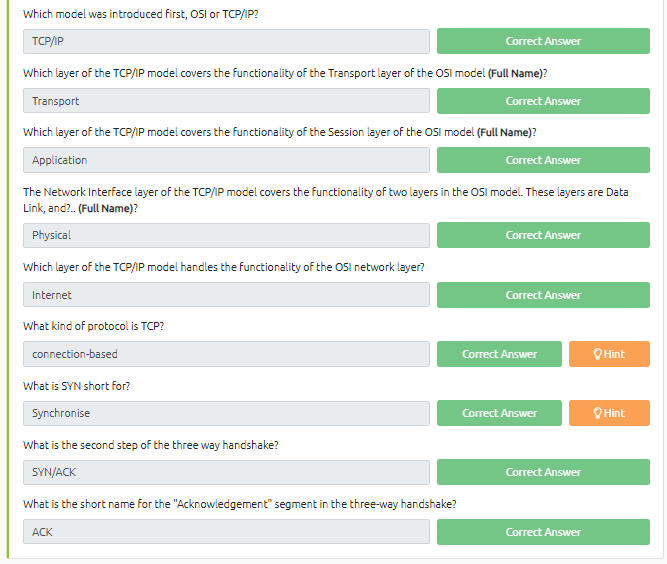 Which model was introduced first, OSI or TCP/IP?
TCP/IP
Correct Answer
Which layer of the TCP/IP model covers the functionality of the Transport layer of the OSI model (Full Name)?
Transport
Correct Answer
Which layer of the TCP/IP model covers the functionality of the Session layer of the OSI model (Full Name)?
Application
Correct Answer
The Network Interface layer of the TCP/IP model covers the functionality of two layers in the OSI model. These layers are Data
Link, and?.. (Full Name)?
Physical
Correct Answer
Which layer of the TCP/IP model handles the functionality of the OSI network layer?
Internet
Correct Answer
What kind of protocol is TCP?
connection-based
Correct Answer
Hint
What is SYN short for?
Synchronise
Correct Answer
Hint
What is the second step of the three way handshake?
SYN/ACK
Correct Answer
What is the short name for the "Acknowledgement" segment in the three-way handshake?
ACK
Correct Answer